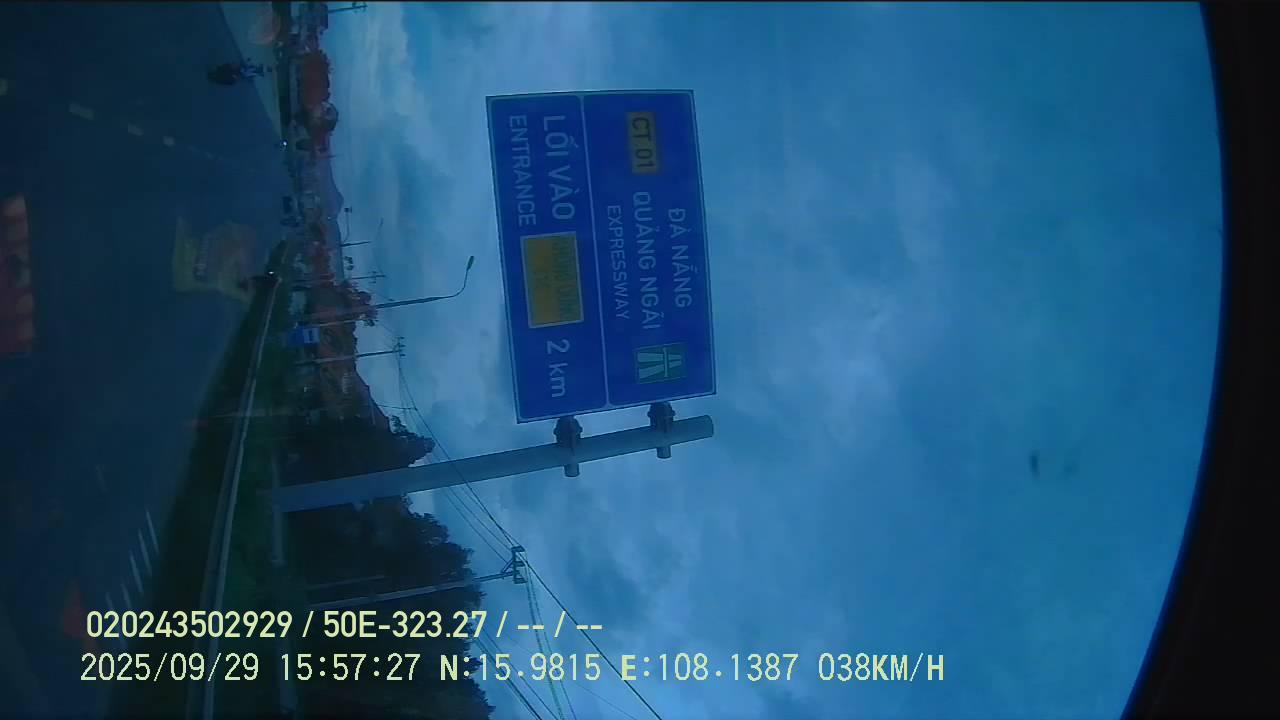 ĐÀ NẴNG
CT.01 QUẢNG NGÃI
EXPRESSWAY
LỐI VÀO 2 km
ENTRANCE
020243502929 / 50E-323.27 / -- / --
2025/09/29 15:57:27 N:15.9815 E:108.1387 038KM/H